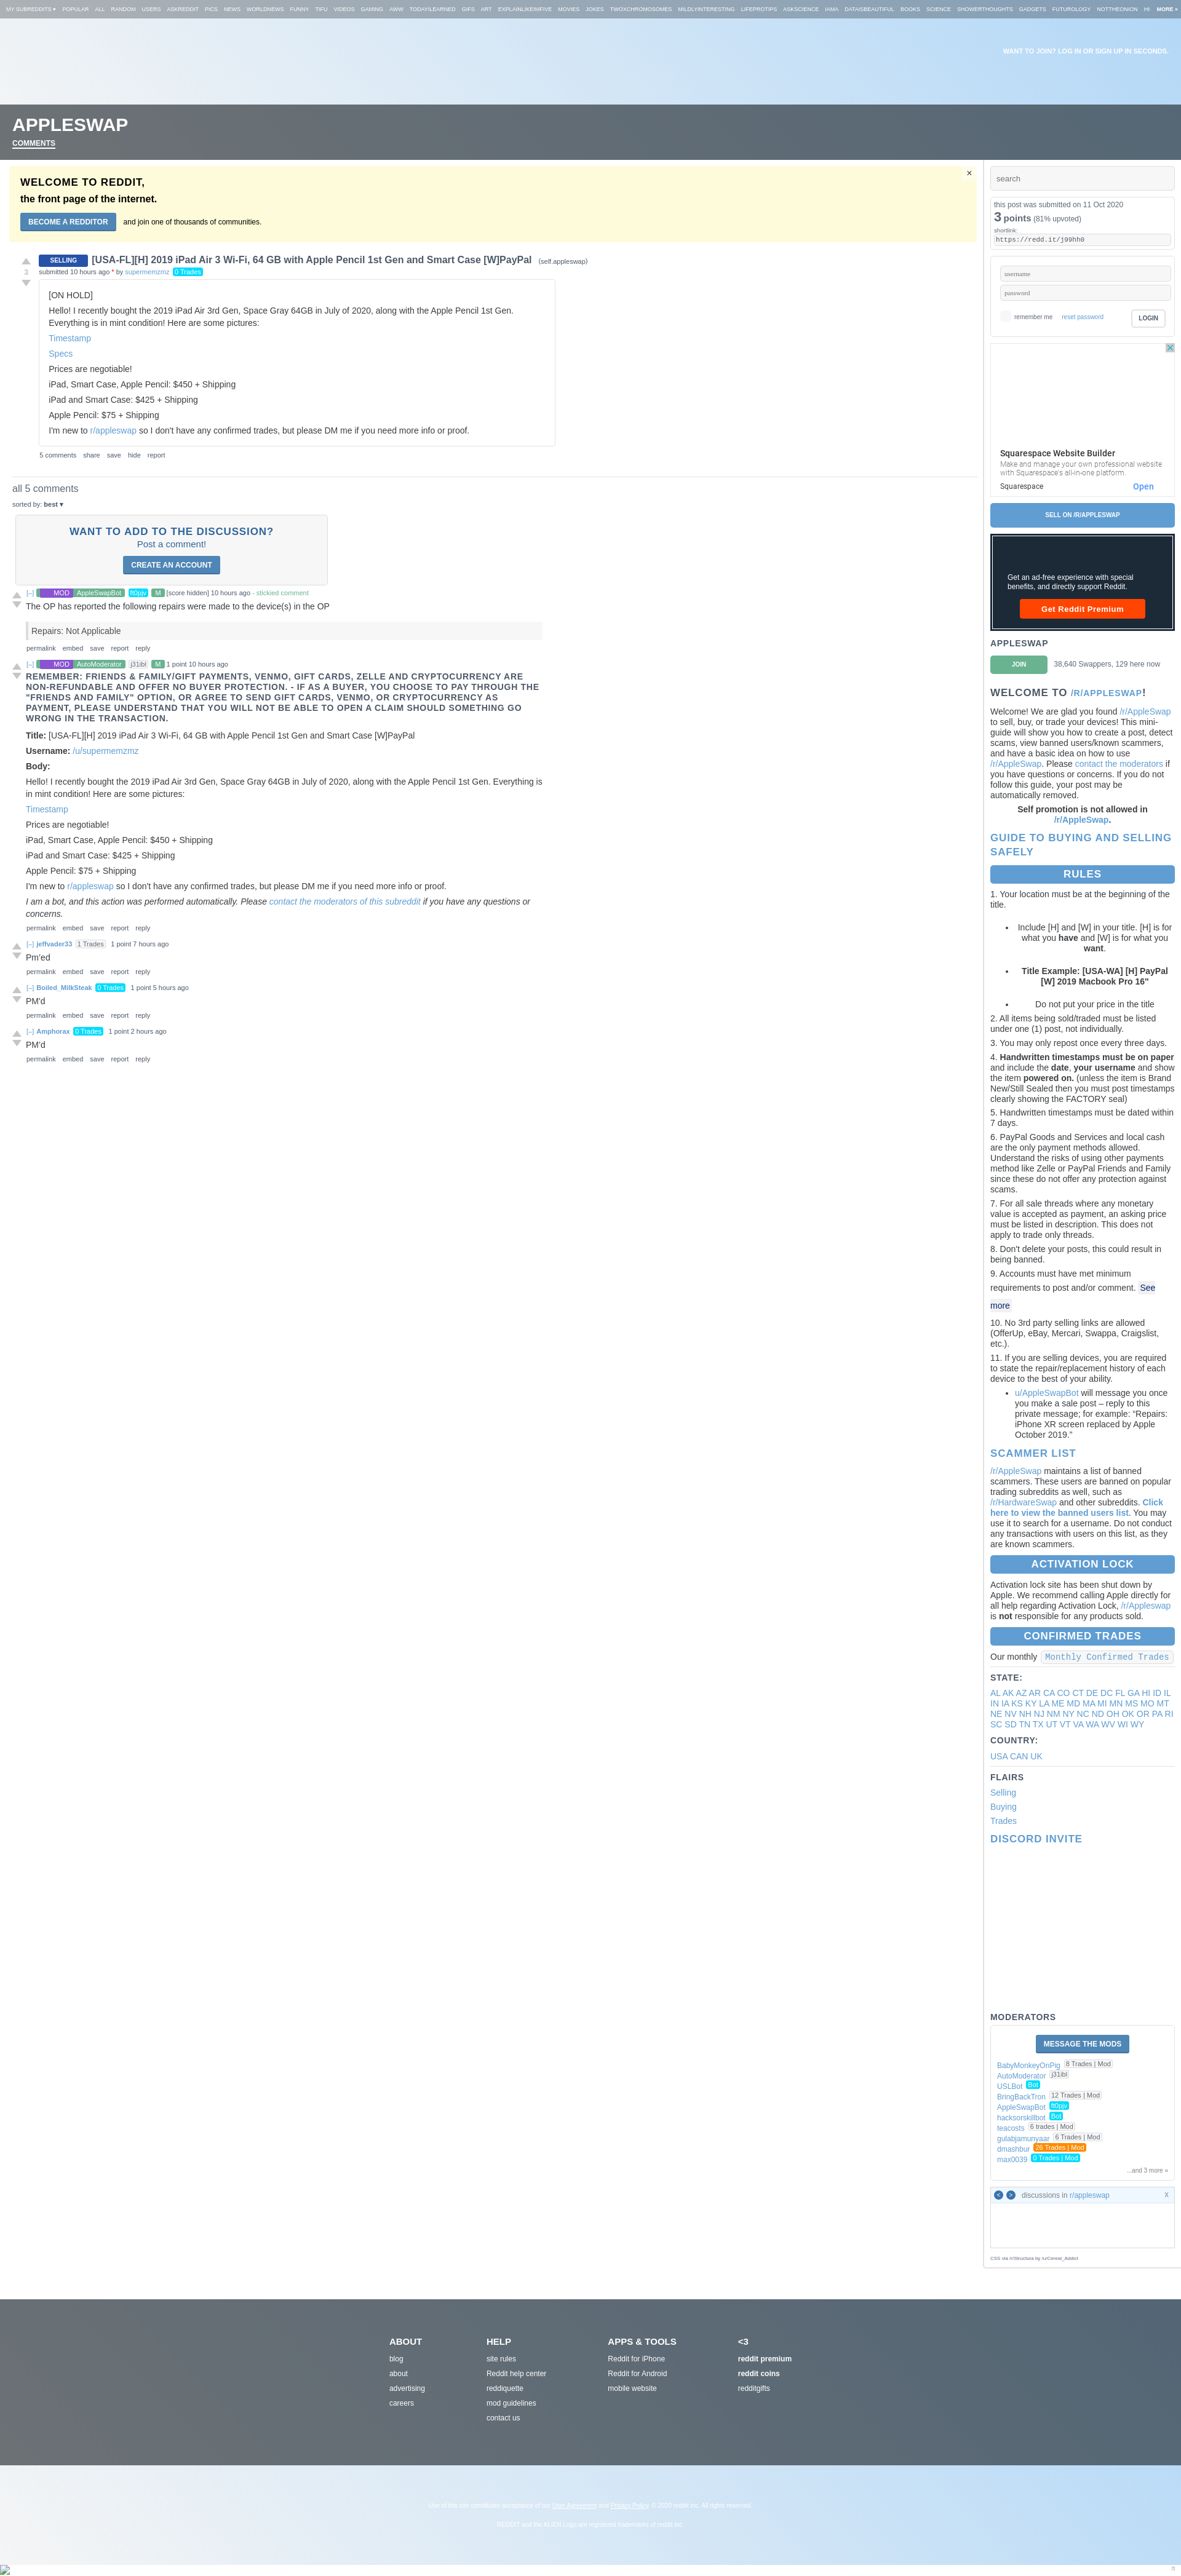 MY SUBREDDITS ▾ POPULAR ALL RANDOM USERS ASKREDDIT PICS NEWS WORLDNEWS FUNNY TIFU VIDEOS GAMING AWW TODAYILEARNED GIFS ART EXPLAINLIKEIMFIVE MOVIES JOKES TWOXCHROMOSOMES MILDLYINTERESTING LIFEPROTIPS ASKSCIENCE IAMA DATAISBEAUTIFUL BOOKS SCIENCE SHOWERTHOUGHTS GADGETS FUTUROLOGY NOTTHEONION HI MORE »
WANT TO JOIN? LOG IN OR SIGN UP IN SECONDS.
APPLESWAP
COMMENTS
×
WELCOME TO REDDIT,
the front page of the internet.
BECOME A REDDITOR and join one of thousands of communities.
3
SELLING [USA-FL][H] 2019 iPad Air 3 Wi-Fi, 64 GB with Apple Pencil 1st Gen and Smart Case [W]PayPal (self.appleswap)
submitted 10 hours ago * by supermemzmz 0 Trades
[ON HOLD]
Hello! I recently bought the 2019 iPad Air 3rd Gen, Space Gray 64GB in July of 2020, along with the Apple Pencil 1st Gen.
Everything is in mint condition! Here are some pictures:
Timestamp
Specs
Prices are negotiable!
iPad, Smart Case, Apple Pencil: $450 + Shipping
iPad and Smart Case: $425 + Shipping
Apple Pencil: $75 + Shipping
I'm new to r/appleswap so I don't have any confirmed trades, but please DM me if you need more info or proof.
5 comments share save hide report
all 5 comments
sorted by: best ▾
WANT TO ADD TO THE DISCUSSION?
Post a comment!
CREATE AN ACCOUNT
[–] MOD AppleSwapBot ft0pjv M [score hidden] 10 hours ago - stickied comment
The OP has reported the following repairs were made to the device(s) in the OP
Repairs: Not Applicable
permalink embed save report reply
[–] MOD AutoModerator j31ibl M 1 point 10 hours ago
REMEMBER: FRIENDS & FAMILY/GIFT PAYMENTS, VENMO, GIFT CARDS, ZELLE AND CRYPTOCURRENCY ARE
NON-REFUNDABLE AND OFFER NO BUYER PROTECTION. - IF AS A BUYER, YOU CHOOSE TO PAY THROUGH THE
"FRIENDS AND FAMILY" OPTION, OR AGREE TO SEND GIFT CARDS, VENMO, OR CRYPTOCURRENCY AS
PAYMENT, PLEASE UNDERSTAND THAT YOU WILL NOT BE ABLE TO OPEN A CLAIM SHOULD SOMETHING GO
WRONG IN THE TRANSACTION.
Title: [USA-FL][H] 2019 iPad Air 3 Wi-Fi, 64 GB with Apple Pencil 1st Gen and Smart Case [W]PayPal
Username: /u/supermemzmz
Body:
Hello! I recently bought the 2019 iPad Air 3rd Gen, Space Gray 64GB in July of 2020, along with the Apple Pencil 1st Gen. Everything is
in mint condition! Here are some pictures:
Timestamp
Prices are negotiable!
iPad, Smart Case, Apple Pencil: $450 + Shipping
iPad and Smart Case: $425 + Shipping
Apple Pencil: $75 + Shipping
I'm new to r/appleswap so I don't have any confirmed trades, but please DM me if you need more info or proof.
I am a bot, and this action was performed automatically. Please contact the moderators of this subreddit if you have any questions or
concerns.
permalink embed save report reply
[–] jeffvader33 1 Trades 1 point 7 hours ago
Pm'ed
permalink embed save report reply
[–] Boiled_MilkSteak 0 Trades 1 point 5 hours ago
PM'd
permalink embed save report reply
[–] Amphorax 0 Trades 1 point 2 hours ago
PM'd
permalink embed save report reply
search
this post was submitted on 11 Oct 2020
3 points (81% upvoted)
shortlink:
https://redd.it/j99hh0
username
password
remember me reset password LOGIN
Squarespace Website Builder
Make and manage your own professional website
with Squarespace's all-in-one platform.
Squarespace Open
SELL ON /R/APPLESWAP
Get an ad-free experience with special
benefits, and directly support Reddit.
Get Reddit Premium
APPLESWAP
JOIN 38,640 Swappers, 129 here now
WELCOME TO /R/APPLESWAP!
Welcome! We are glad you found /r/AppleSwap
to sell, buy, or trade your devices! This mini-
guide will show you how to create a post, detect
scams, view banned users/known scammers,
and have a basic idea on how to use
/r/AppleSwap. Please contact the moderators if
you have questions or concerns. If you do not
follow this guide, your post may be
automatically removed.
Self promotion is not allowed in
/r/AppleSwap.
GUIDE TO BUYING AND SELLING
SAFELY
RULES
1. Your location must be at the beginning of the
title.
• Include [H] and [W] in your title. [H] is for
what you have and [W] is for what you
want.
• Title Example: [USA-WA] [H] PayPal
[W] 2019 Macbook Pro 16"
• Do not put your price in the title
2. All items being sold/traded must be listed
under one (1) post, not individually.
3. You may only repost once every three days.
4. Handwritten timestamps must be on paper
and include the date, your username and show
the item powered on. (unless the item is Brand
New/Still Sealed then you must post timestamps
clearly showing the FACTORY seal)
5. Handwritten timestamps must be dated within
7 days.
6. PayPal Goods and Services and local cash
are the only payment methods allowed.
Understand the risks of using other payments
method like Zelle or PayPal Friends and Family
since these do not offer any protection against
scams.
7. For all sale threads where any monetary
value is accepted as payment, an asking price
must be listed in description. This does not
apply to trade only threads.
8. Don't delete your posts, this could result in
being banned.
9. Accounts must have met minimum
requirements to post and/or comment. See
more
10. No 3rd party selling links are allowed
(OfferUp, eBay, Mercari, Swappa, Craigslist,
etc.).
11. If you are selling devices, you are required
to state the repair/replacement history of each
device to the best of your ability.
• u/AppleSwapBot will message you once
you make a sale post – reply to this
private message; for example: “Repairs:
iPhone XR screen replaced by Apple
October 2019.”
SCAMMER LIST
/r/AppleSwap maintains a list of banned
scammers. These users are banned on popular
trading subreddits as well, such as
/r/HardwareSwap and other subreddits. Click
here to view the banned users list. You may
use it to search for a username. Do not conduct
any transactions with users on this list, as they
are known scammers.
ACTIVATION LOCK
Activation lock site has been shut down by
Apple. We recommend calling Apple directly for
all help regarding Activation Lock, /r/Appleswap
is not responsible for any products sold.
CONFIRMED TRADES
Our monthly Monthly Confirmed Trades
STATE:
AL AK AZ AR CA CO CT DE DC FL GA HI ID IL
IN IA KS KY LA ME MD MA MI MN MS MO MT
NE NV NH NJ NM NY NC ND OH OK OR PA RI
SC SD TN TX UT VT VA WA WV WI WY
COUNTRY:
USA CAN UK
FLAIRS
Selling
Buying
Trades
DISCORD INVITE
MODERATORS
MESSAGE THE MODS
BabyMonkeyOnPig 8 Trades | Mod
AutoModerator j31ibl
USLBot Bot
BringBackTron 12 Trades | Mod
AppleSwapBot ft0pjv
hacksorskillbot Bot
teacosts 6 trades | Mod
gulabjamunyaar 6 Trades | Mod
dmashbur 26 Trades | Mod
max0039 0 Trades | Mod
...and 3 more »
< > discussions in r/appleswap X
CSS via /r/Structura by /u/Cereal_Addict
ABOUT
blog
about
advertising
careers
HELP
site rules
Reddit help center
reddiquette
mod guidelines
contact us
APPS & TOOLS
Reddit for iPhone
Reddit for Android
mobile website
<3
reddit premium
reddit coins
redditgifts
Use of this site constitutes acceptance of our User Agreement and Privacy Policy. © 2020 reddit inc. All rights reserved.
REDDIT and the ALIEN Logo are registered trademarks of reddit inc.
π